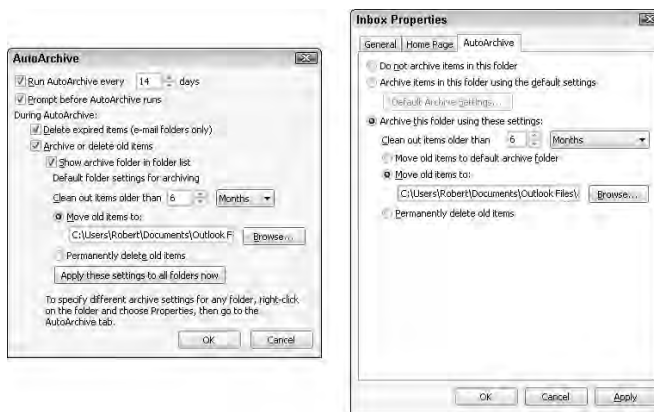 AutoArchive
Run AutoArchive every 14 days
Prompt before AutoArchive runs
During AutoArchive:
Delete expired items (e-mail folders only)
Archive or delete old items
Show archive folder in folder list
Default folder settings for archiving
Clean out items older than 6 Months
Move old items to:
C:\Users\Robert\Documents\Outlook F Browse...
Permanently delete old items
Apply these settings to all folders now
To specify different archive settings for any folder, right-click
on the folder and choose Properties, then go to the
AutoArchive tab.
OK Cancel
Inbox Properties
General Home Page AutoArchive
Do not archive items in this folder
Archive items in this folder using the default settings
Default Archive Settings...
Archive this folder using these settings:
Clean out items older than 6 Months
Move old items to default archive folder
Move old items to:
C:\Users\Robert\Documents\Outlook Files\ Browse...
Permanently delete old items
OK Cancel Apply